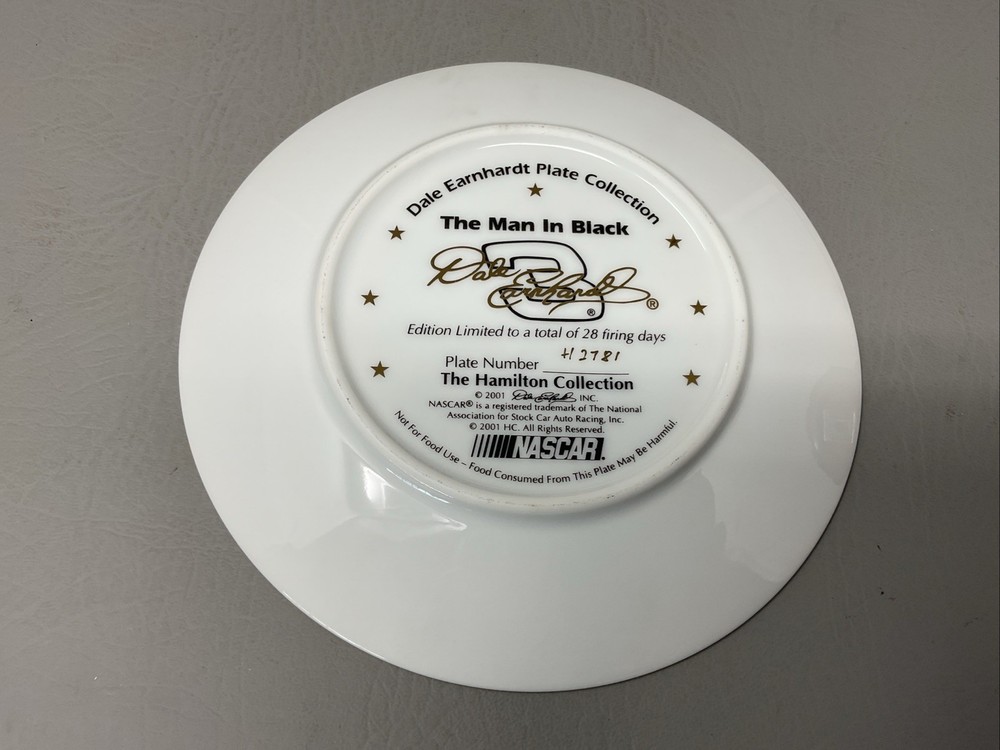 Dale Earnhardt Plate Collection
The Man In Black
3
Dale Earnhardt ®
®
Edition Limited to a total of 28 firing days
Plate Number H2781
The Hamilton Collection
© 2001 Dale Earnhardt INC.
NASCAR® is a registered trademark of The National
Association for Stock Car Auto Racing, Inc.
© 2001 HC. All Rights Reserved.
NASCAR.
Not For Food Use – Food Consumed From This Plate May Be Harmful.